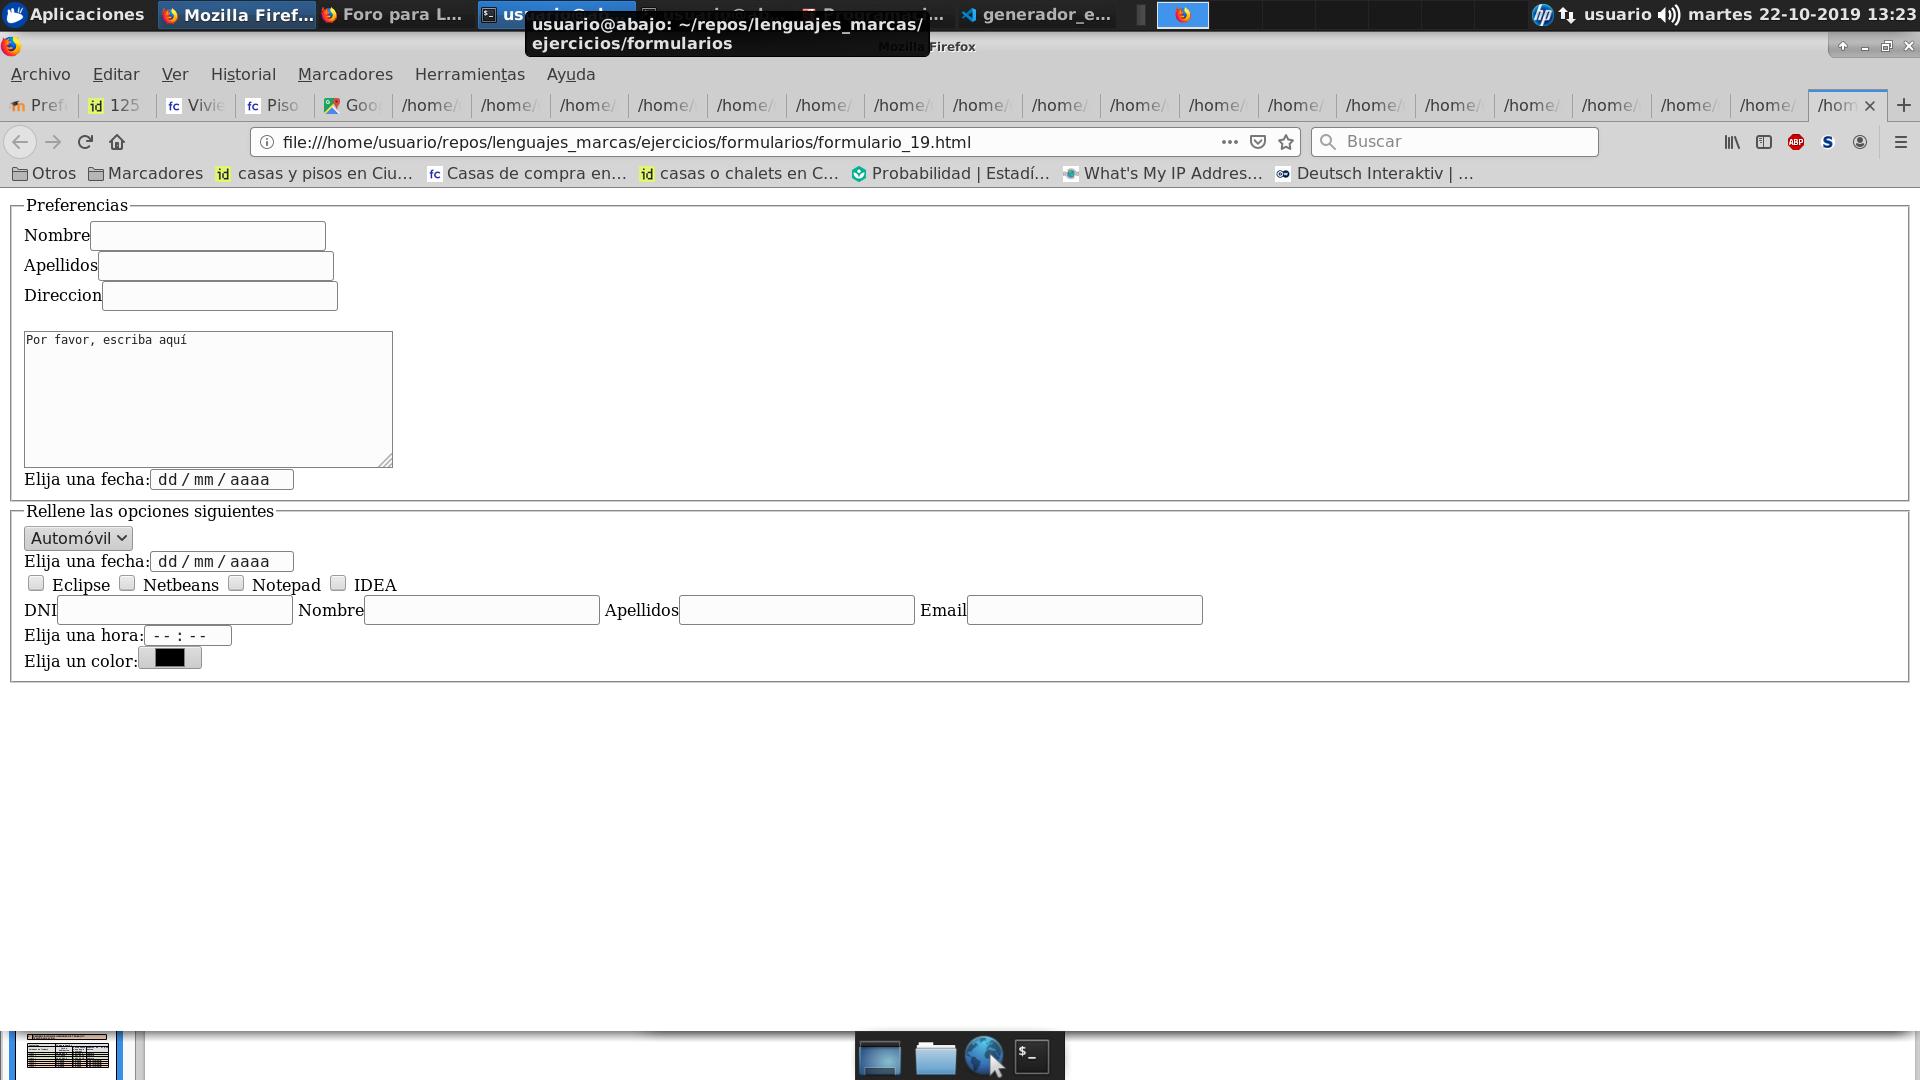 Aplicaciones Mozilla Firef... Foro para L... generador_e... usuario martes 22-10-2019 13:23
usuario@abajo: ~/repos/lenguajes_marcas/
ejercicios/formularios
Archivo Editar Ver Historial Marcadores Herramientas Ayuda
Pref 125 Vivie Piso Goo /home/ /home/ /home/ /home/ /home/ /home/ /home/ /home/ /home/ /home/ /home/ /home/ /home/ /home/ /home/ /home/ /home/ /home/ /hom
file:///home/usuario/repos/lenguajes_marcas/ejercicios/formularios/formulario_19.html Buscar ABP S
Otros Marcadores id casas y pisos en Ciu... fc Casas de compra en... id casas o chalets en C... Probabilidad | Estadí... What's My IP Addres... Deutsch Interaktiv | ...
Preferencias
Nombre
Apellidos
Direccion
Por favor, escriba aquí
Elija una fecha: dd / mm / aaaa
Rellene las opciones siguientes
Automóvil
Elija una fecha: dd / mm / aaaa
Eclipse Netbeans Notepad IDEA
DNI Nombre Apellidos Email
Elija una hora: -- : --
Elija un color:
$_